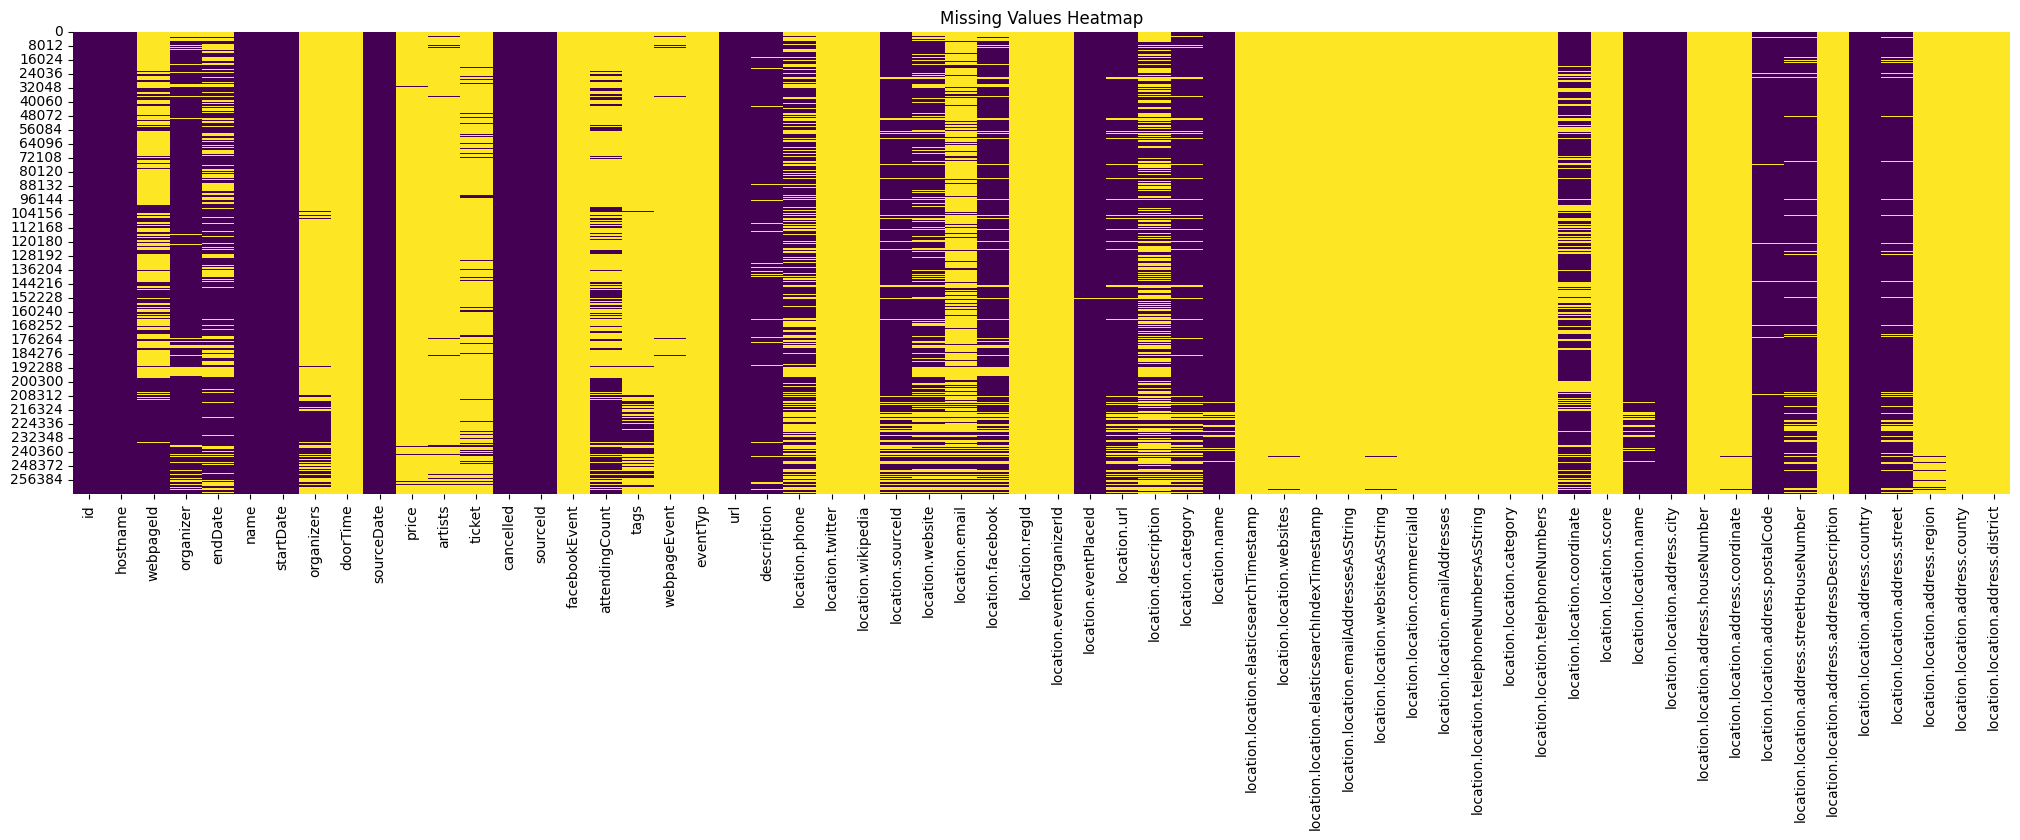 Missing Values Heatmap
0
8012
16024
24036
32048
40060
48072
56084
64096
72108
80120
88132
96144
104156
112168
120180
128192
136204
144216
152228
160240
168252
176264
184276
192288
200300
208312
216324
224336
232348
240360
248372
256384
id
hostname
webpageId
organizer
endDate
name
startDate
organizers
doorTime
sourceDate
price
artists
ticket
cancelled
sourceId
facebookEvent
attendingCount
tags
webpageEvent
eventTyp
url
description
location.phone
location.twitter
location.wikipedia
location.sourceId
location.website
location.email
location.facebook
location.regId
location.eventOrganizerId
location.eventPlaceId
location.url
location.description
location.category
location.name
location.location.elasticsearchTimestamp
location.location.websites
location.location.elasticsearchIndexTimestamp
location.location.emailAddressesAsString
location.location.websitesAsString
location.location.commercialId
location.location.emailAddresses
location.location.telephoneNumbersAsString
location.location.category
location.location.telephoneNumbers
location.location.coordinate
location.location.score
location.location.name
location.location.address.city
location.location.address.houseNumber
location.location.address.coordinate
location.location.address.postalCode
location.location.address.streetHouseNumber
location.location.address.addressDescription
location.location.address.country
location.location.address.street
location.location.address.region
location.location.address.county
location.location.address.district